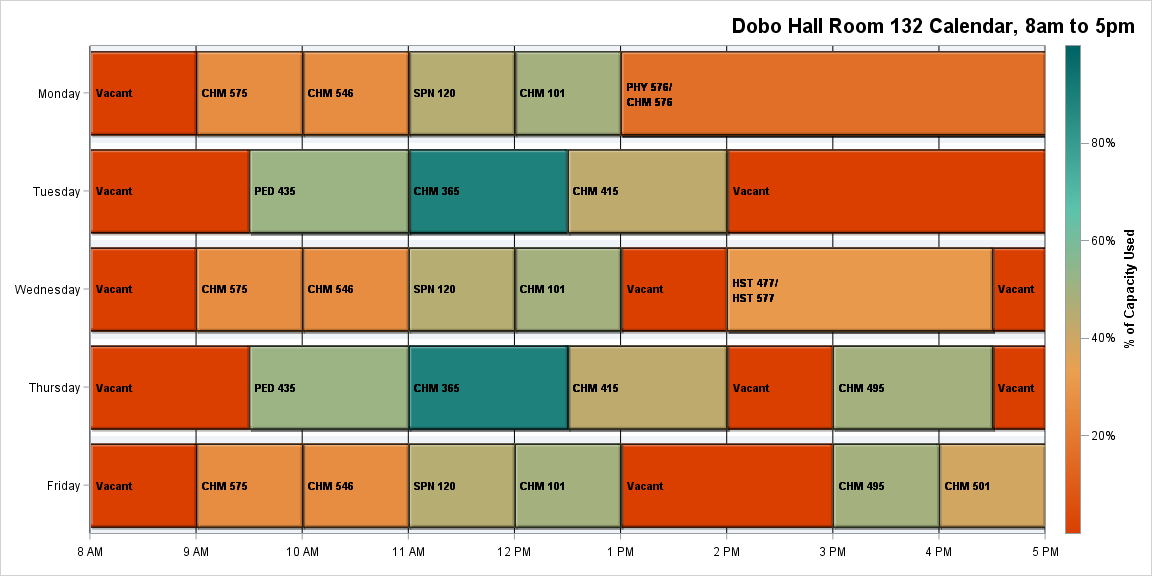 Dobo Hall Room 132 Calendar, 8am to 5pm
Monday
Vacant
CHM 575
CHM 546
SPN 120
CHM 101
PHY 576/
CHM 576
Tuesday
Vacant
PED 435
CHM 365
CHM 415
Vacant
Wednesday
Vacant
CHM 575
CHM 546
SPN 120
CHM 101
Vacant
HST 477/
HST 577
Vacant
Thursday
Vacant
PED 435
CHM 365
CHM 415
Vacant
CHM 495
Vacant
Friday
Vacant
CHM 575
CHM 546
SPN 120
CHM 101
Vacant
CHM 495
CHM 501
8 AM
9 AM
10 AM
11 AM
12 PM
1 PM
2 PM
3 PM
4 PM
5 PM
80%
60%
40%
20%
% of Capacity Used